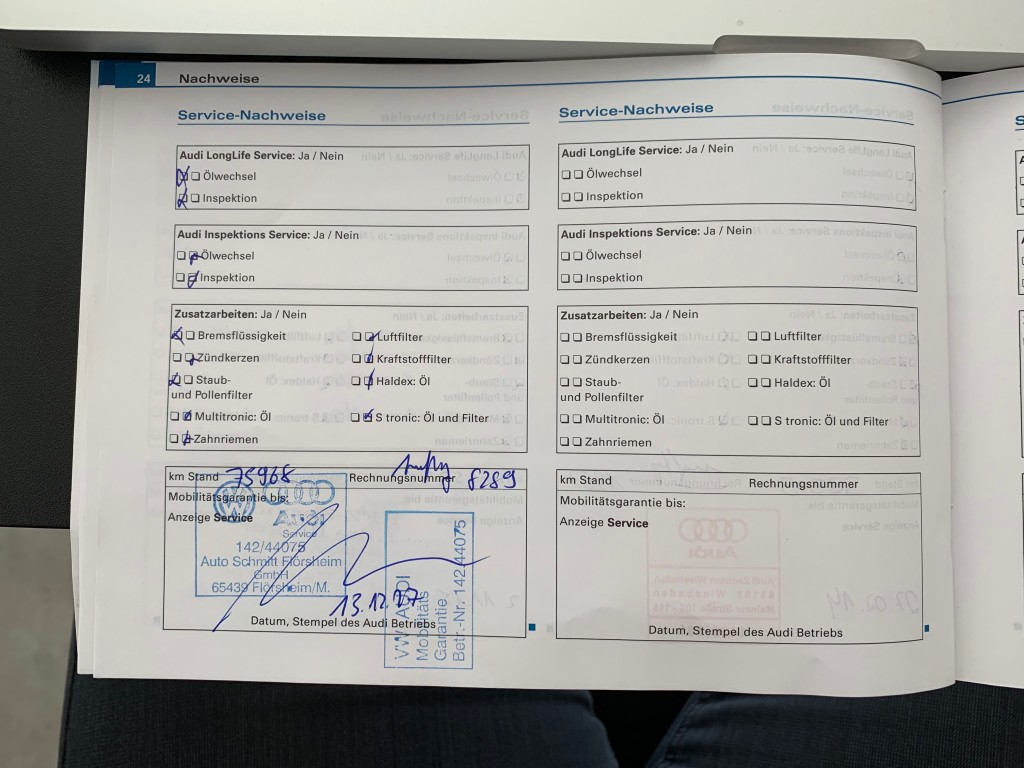 24 Nachweise
Service-Nachweise
Audi LongLife Service: Ja / Nein
Ölwechsel
Inspektion
Audi Inspektions Service: Ja / Nein
Ölwechsel
Inspektion
Zusatzarbeiten: Ja / Nein
Bremsflüssigkeit Luftfilter
Zündkerzen Kraftstofffilter
Staub- Haldex: Öl
und Pollenfilter
Multitronic: Öl S tronic: Öl und Filter
Zahnriemen
km Stand 75968 Rechnungsnummer 8289
Mobilitätsgarantie bis:
Anzeige Service
Audi
Service
142/44075
Auto Schmitt Flörsheim
GmbH
65439 Flörsheim/M.
VW AUDI
Mobilitäts
Garantie
Betr.-Nr. 142 44075
13.12.
Datum, Stempel des Audi Betriebs
Service-Nachweise
Audi LongLife Service: Ja / Nein
Ölwechsel
Inspektion
Audi Inspektions Service: Ja / Nein
Ölwechsel
Inspektion
Zusatzarbeiten: Ja / Nein
Bremsflüssigkeit Luftfilter
Zündkerzen Kraftstofffilter
Staub- Haldex: Öl
und Pollenfilter
Multitronic: Öl S tronic: Öl und Filter
Zahnriemen
km Stand Rechnungsnummer
Mobilitätsgarantie bis:
Anzeige Service
Datum, Stempel des Audi Betriebs